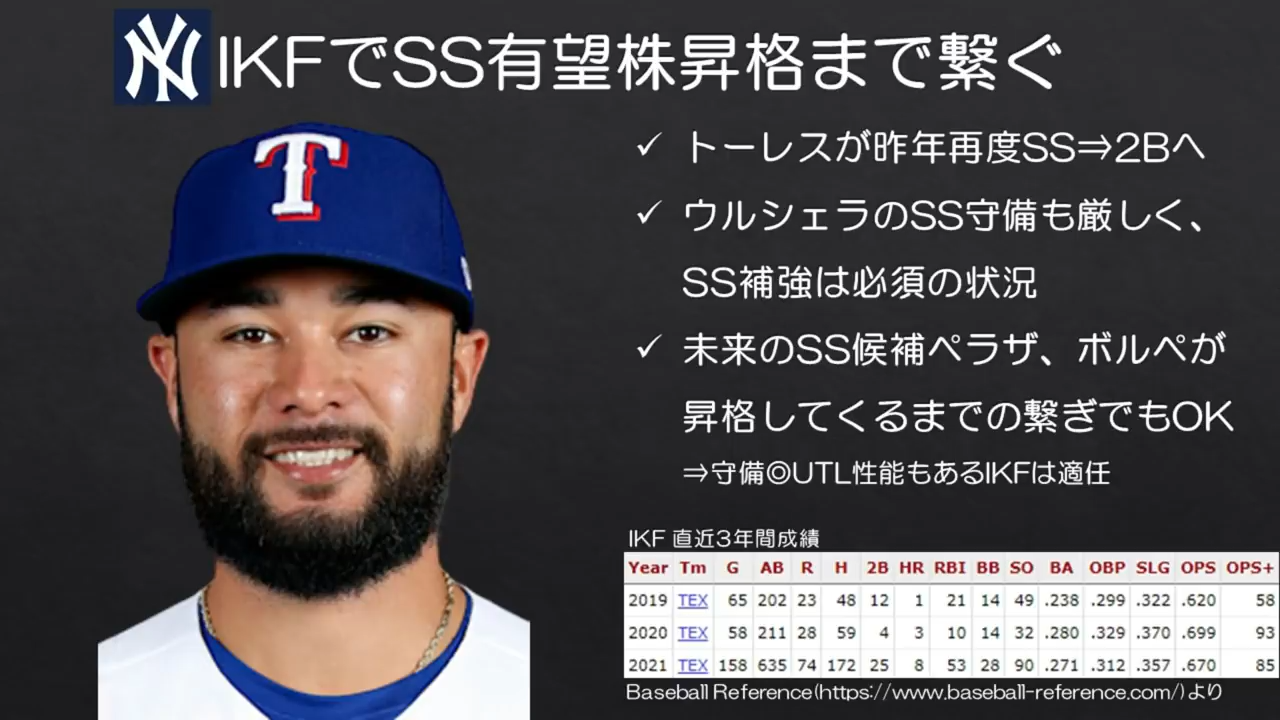 NY IKFでSS有望株昇格まで繋ぐ
T
✓ トーレスが昨年再度SS⇒2Bへ
✓ ウルシェラのSS守備も厳しく、
SS補強は必須の状況
✓ 未来のSS候補ペラザ、ボルペが
昇格してくるまでの繋ぎでもOK
⇒守備◎UTL性能もあるIKFは適任
IKF 直近3年間成績
Year Tm G AB R H 2B HR RBI BB SO BA OBP SLG OPS OPS+
2019 TEX 65 202 23 48 12 1 21 14 49 .238 .299 .322 .620 58
2020 TEX 58 211 28 59 4 3 10 14 32 .280 .329 .370 .699 93
2021 TEX 158 635 74 172 25 8 53 28 90 .271 .312 .357 .670 85
Baseball Reference(https://www.baseball-reference.com/)より